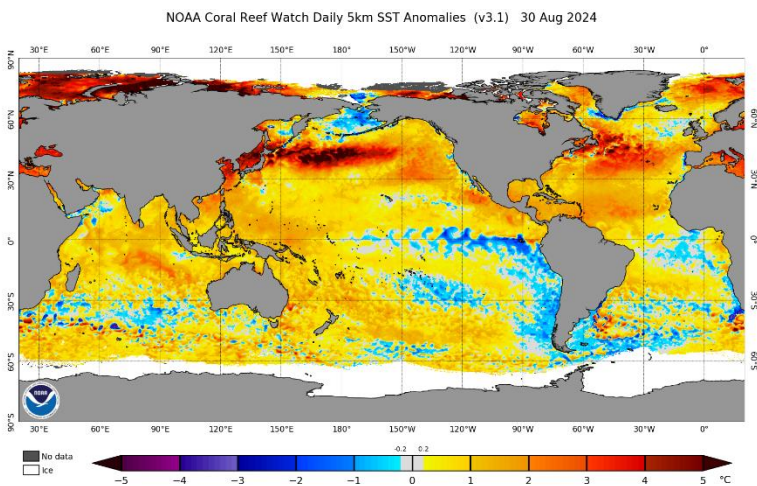 NOAA Coral Reef Watch Daily 5km SST Anomalies (v3.1) 30 Aug 2024
30°E 60°E 90°E 120°E 150°E 180° 150°W 120°W 90°W 60°W 30°W 0°
90°N
60°N 60°N
30°N 30°N
0° 0°
30°S 30°S
60°S 60°S
90°S
NOAA
30°E 60°E 90°E 120°E 150°E 180° 150°W 120°W 90°W 60°W 30°W 0°
No data
Ice
-0.2 0.2
−5 −4 −3 −2 −1 0 1 2 3 4 5 °C